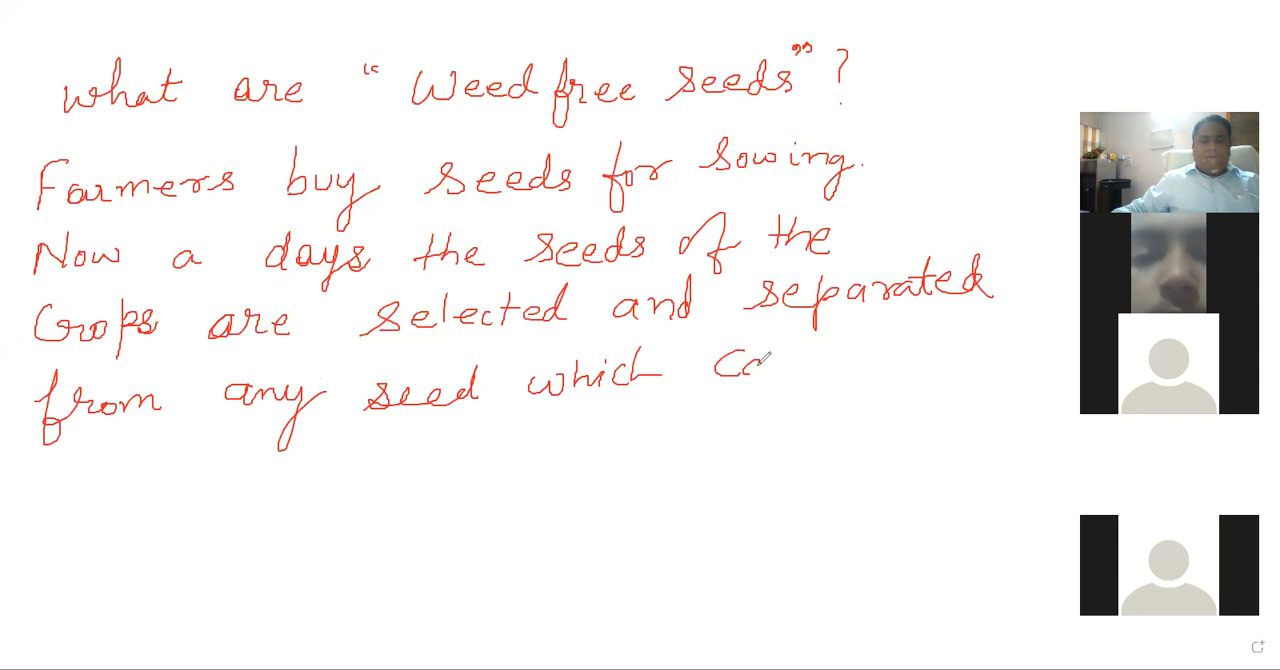 What are "Weed free seeds"?
Farmers buy seeds for sowing.
Now a days the seeds of the
Crops are selected and separated
from any seed which ca